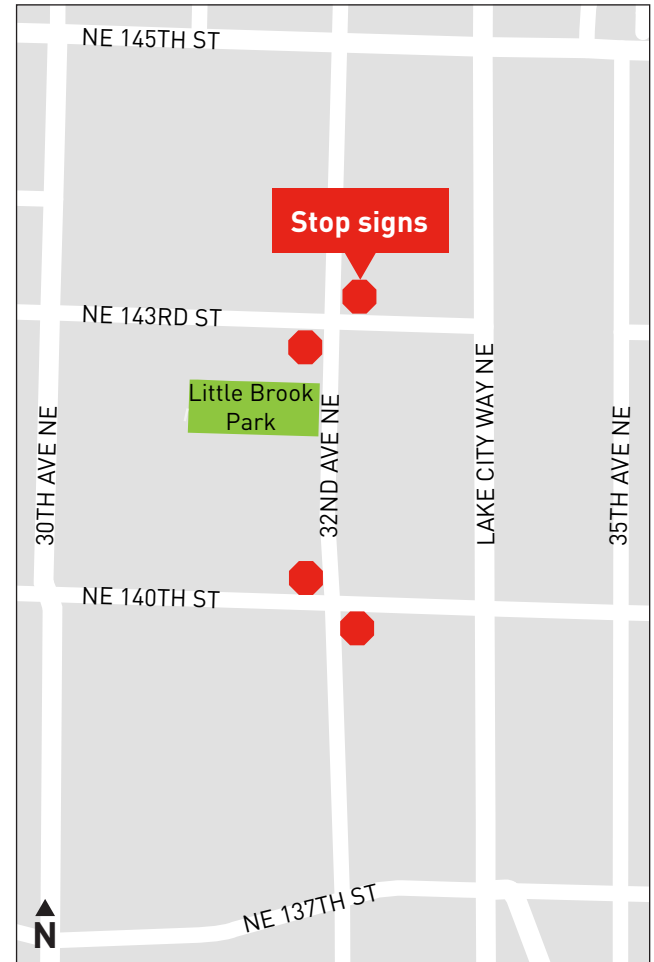 NE 145TH ST
Stop signs
NE 143RD ST
Little Brook
Park
30TH AVE NE
32ND AVE NE
LAKE CITY WAY NE
35TH AVE NE
NE 140TH ST
NE 137TH ST
N